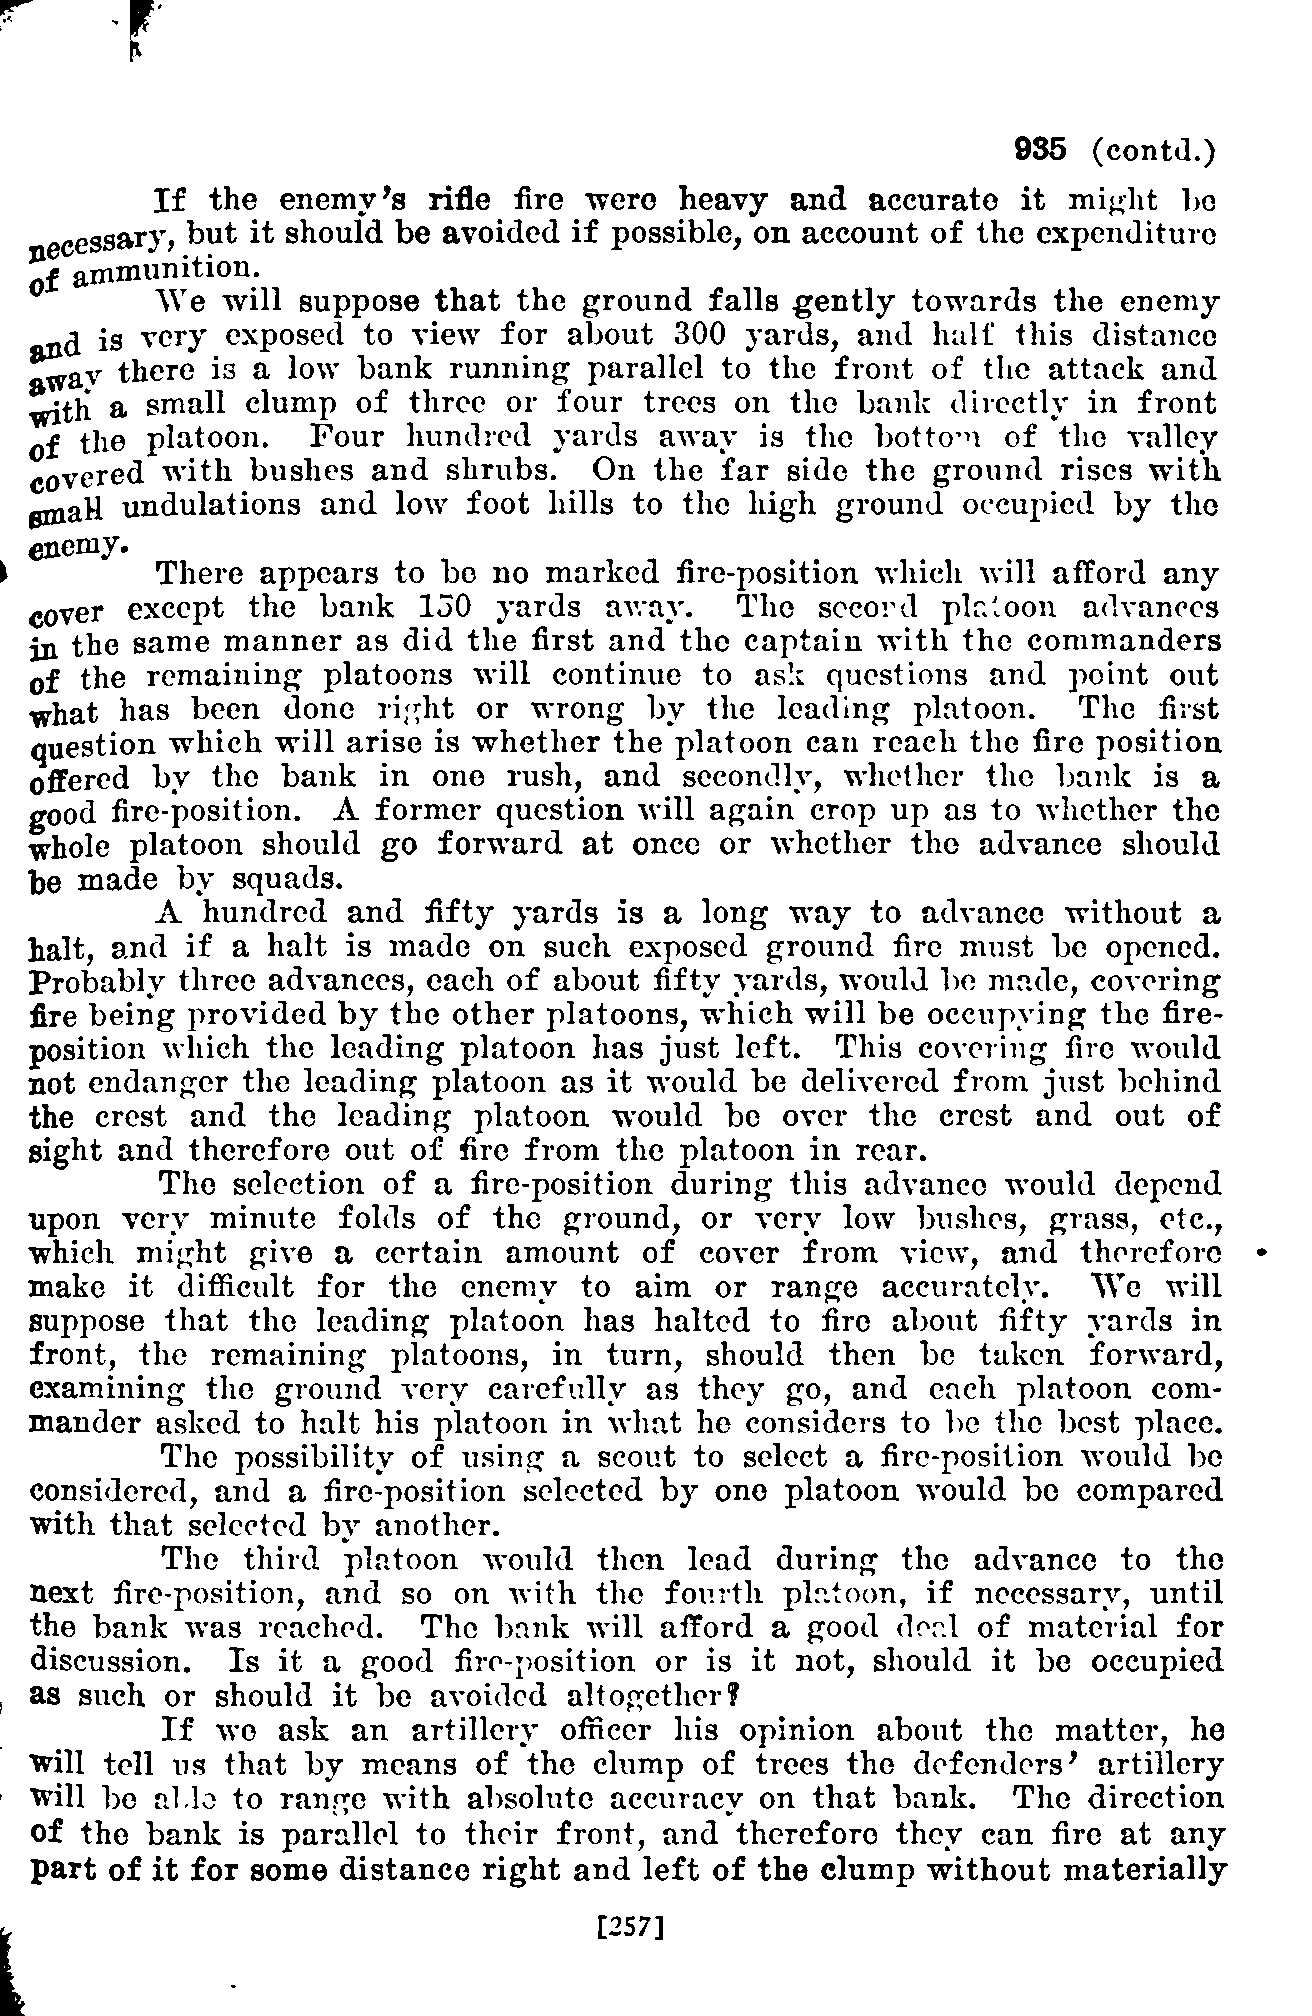 935 (contd.)
If the enemy's rifle fire were heavy and accurate it might be
necessary, but it should be avoided if possible, on account of the expenditure
of ammunition.
We will suppose that the ground falls gently towards the enemy
and is very exposed to view for about 300 yards, and half this distance
away there is a low bank running parallel to the front of the attack and
with a small clump of three or four trees on the bank directly in front
of the platoon. Four hundred yards away is the bottom of the valley
covered with bushes and shrubs. On the far side the ground rises with
small undulations and low foot hills to the high ground occupied by the
enemy.
There appears to be no marked fire-position which will afford any
cover except the bank 150 yards away. The second platoon advances
in the same manner as did the first and the captain with the commanders
of the remaining platoons will continue to ask questions and point out
what has been done right or wrong by the leading platoon. The first
question which will arise is whether the platoon can reach the fire position
offered by the bank in one rush, and secondly, whether the bank is a
good fire-position. A former question will again crop up as to whether the
whole platoon should go forward at once or whether the advance should
be made by squads.
A hundred and fifty yards is a long way to advance without a
halt, and if a halt is made on such exposed ground fire must be opened.
Probably three advances, each of about fifty yards, would be made, covering
fire being provided by the other platoons, which will be occupying the fire-
position which the leading platoon has just left. This covering fire would
not endanger the leading platoon as it would be delivered from just behind
the crest and the leading platoon would be over the crest and out of
sight and therefore out of fire from the platoon in rear.
The selection of a fire-position during this advance would depend
upon very minute folds of the ground, or very low bushes, grass, etc.,
which might give a certain amount of cover from view, and therefore
make it difficult for the enemy to aim or range accurately. We will
suppose that the leading platoon has halted to fire about fifty yards in
front, the remaining platoons, in turn, should then be taken forward,
examining the ground very carefully as they go, and each platoon com-
mander asked to halt his platoon in what he considers to be the best place.
The possibility of using a scout to select a fire-position would be
considered, and a fire-position selected by one platoon would be compared
with that selected by another.
The third platoon would then lead during the advance to the
next fire-position, and so on with the fourth platoon, if necessary, until
the bank was reached. The bank will afford a good deal of material for
discussion. Is it a good fire-position or is it not, should it be occupied
as such or should it be avoided altogether?
If we ask an artillery officer his opinion about the matter, he
will tell us that by means of the clump of trees the defenders' artillery
will be able to range with absolute accuracy on that bank. The direction
of the bank is parallel to their front, and therefore they can fire at any
part of it for some distance right and left of the clump without materially
[257]